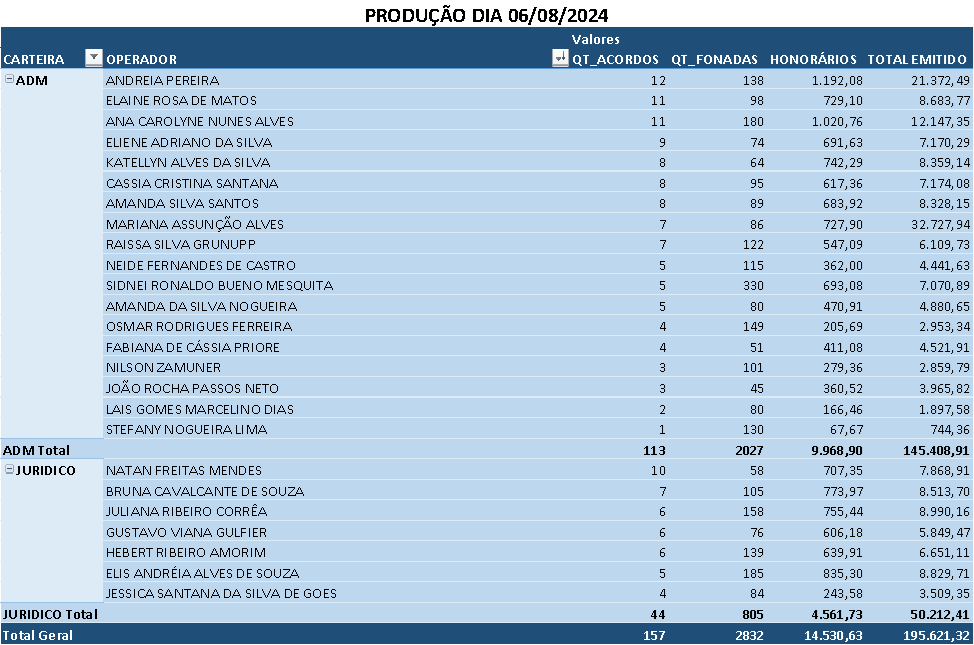 PRODUÇÃO DIA 06/08/2024
Valores
CARTEIRA OPERADOR QT_ACORDOS QT_FONADAS HONORÁRIOS TOTAL EMITIDO
ADM ANDREIA PEREIRA 12 138 1.192,08 21.372,49
ELAINE ROSA DE MATOS 11 98 729,10 8.683,77
ANA CAROLYNE NUNES ALVES 11 180 1.020,76 12.147,35
ELIENE ADRIANO DA SILVA 9 74 691,63 7.170,29
KATELLYN ALVES DA SILVA 8 64 742,29 8.359,14
CASSIA CRISTINA SANTANA 8 95 617,36 7.174,08
AMANDA SILVA SANTOS 8 89 683,92 8.328,15
MARIANA ASSUNÇÃO ALVES 7 86 727,90 32.727,94
RAISSA SILVA GRUNUPP 7 122 547,09 6.109,73
NEIDE FERNANDES DE CASTRO 5 115 362,00 4.441,63
SIDNEI RONALDO BUENO MESQUITA 5 330 693,08 7.070,89
AMANDA DA SILVA NOGUEIRA 5 80 470,91 4.880,65
OSMAR RODRIGUES FERREIRA 4 149 205,69 2.953,34
FABIANA DE CÁSSIA PRIORE 4 51 411,08 4.521,91
NILSON ZAMUNER 3 101 279,36 2.859,79
JOÃO ROCHA PASSOS NETO 3 45 360,52 3.965,82
LAIS GOMES MARCELINO DIAS 2 80 166,46 1.897,58
STEFANY NOGUEIRA LIMA 1 130 67,67 744,36
ADM Total 113 2027 9.968,90 145.408,91
JURIDICO NATAN FREITAS MENDES 10 58 707,35 7.868,91
BRUNA CAVALCANTE DE SOUZA 7 105 773,97 8.513,70
JULIANA RIBEIRO CORRÊA 6 158 755,44 8.990,16
GUSTAVO VIANA GULFIER 6 76 606,18 5.849,47
HEBERT RIBEIRO AMORIM 6 139 639,91 6.651,11
ELIS ANDRÉIA ALVES DE SOUZA 5 185 835,30 8.829,71
JESSICA SANTANA DA SILVA DE GOES 4 84 243,58 3.509,35
JURIDICO Total 44 805 4.561,73 50.212,41
Total Geral 157 2832 14.530,63 195.621,32